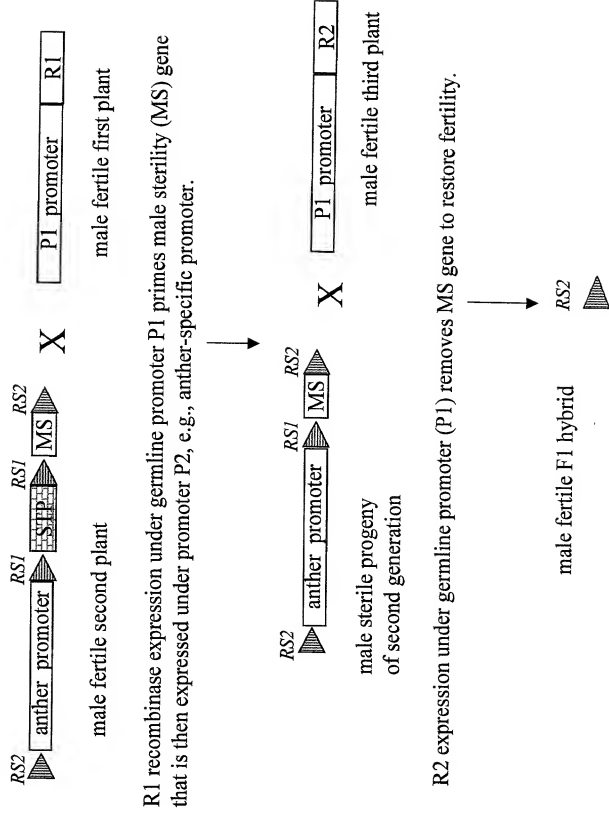 RS2 RS1 RS1 RS2
anther promoter STP MS X P1 promoter R1
male fertile second plant male fertile first plant
R1 recombinase expression under germline promoter P1 primes male sterility (MS) gene
that is then expressed under promoter P2, e.g., anther-specific promoter.
RS2 RS1 RS2
anther promoter MS X P1 promoter R2
male sterile progeny male fertile third plant
of second generation
R2 expression under germline promoter (P1) removes MS gene to restore fertility.
RS2
male fertile F1 hybrid